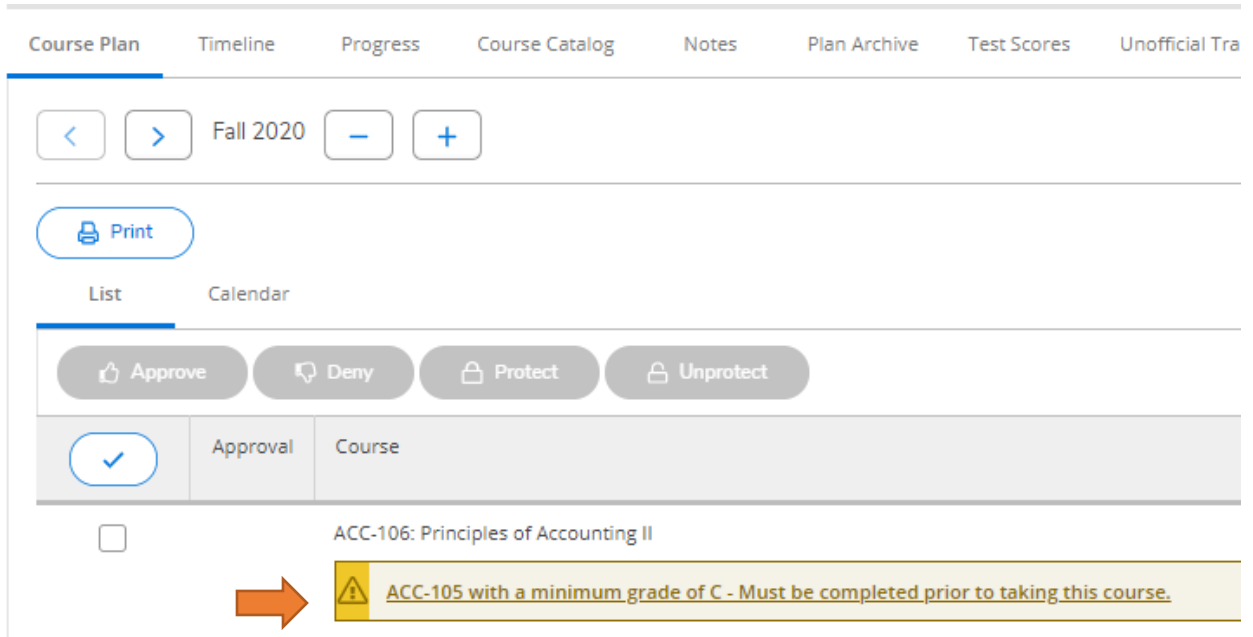 Course Plan Timeline Progress Course Catalog Notes Plan Archive Test Scores Unofficial Tra
Fall 2020
Print
List Calendar
Approve Deny Protect Unprotect
Approval Course
ACC-106: Principles of Accounting II
ACC-105 with a minimum grade of C - Must be completed prior to taking this course.